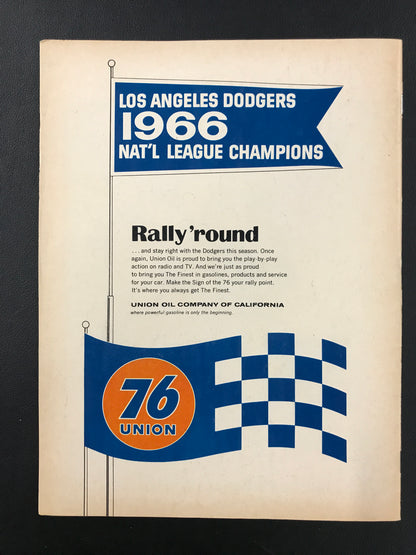 LOS ANGELES DODGERS
1966
NAT'L LEAGUE CHAMPIONS
Rally 'round
. . . and stay right with the Dodgers this season. Once
again, Union Oil is proud to bring you the play-by-play
action on radio and TV. And we're just as proud
to bring you The Finest in gasolines, products and service
for your car. Make the Sign of the 76 your rally point.
It's where you always get The Finest.
UNION OIL COMPANY OF CALIFORNIA
where powerful gasoline is only the beginning.
76
UNION